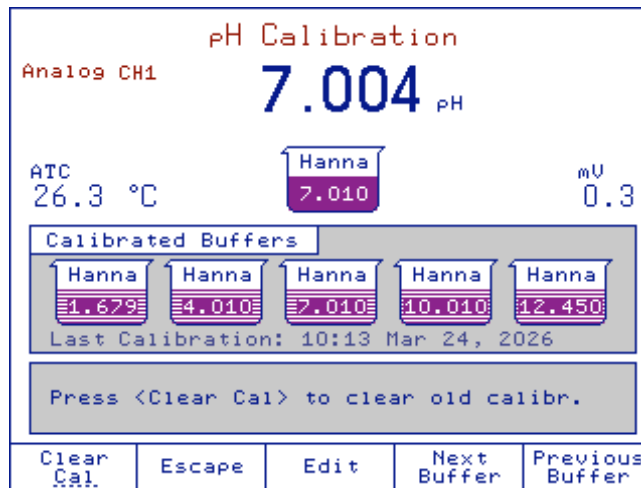 pH Calibration
Analog CH1
7.004 pH
ATC
26.3 °C
Hanna
7.010
mV
0.3
Calibrated Buffers
Hanna Hanna Hanna Hanna Hanna
1.679 4.010 7.010 10.010 12.450
Last Calibration: 10:13 Mar 24, 2026
Press <Clear Cal> to clear old calibr.
Clear Cal
Escape
Edit
Next Buffer
Previous Buffer